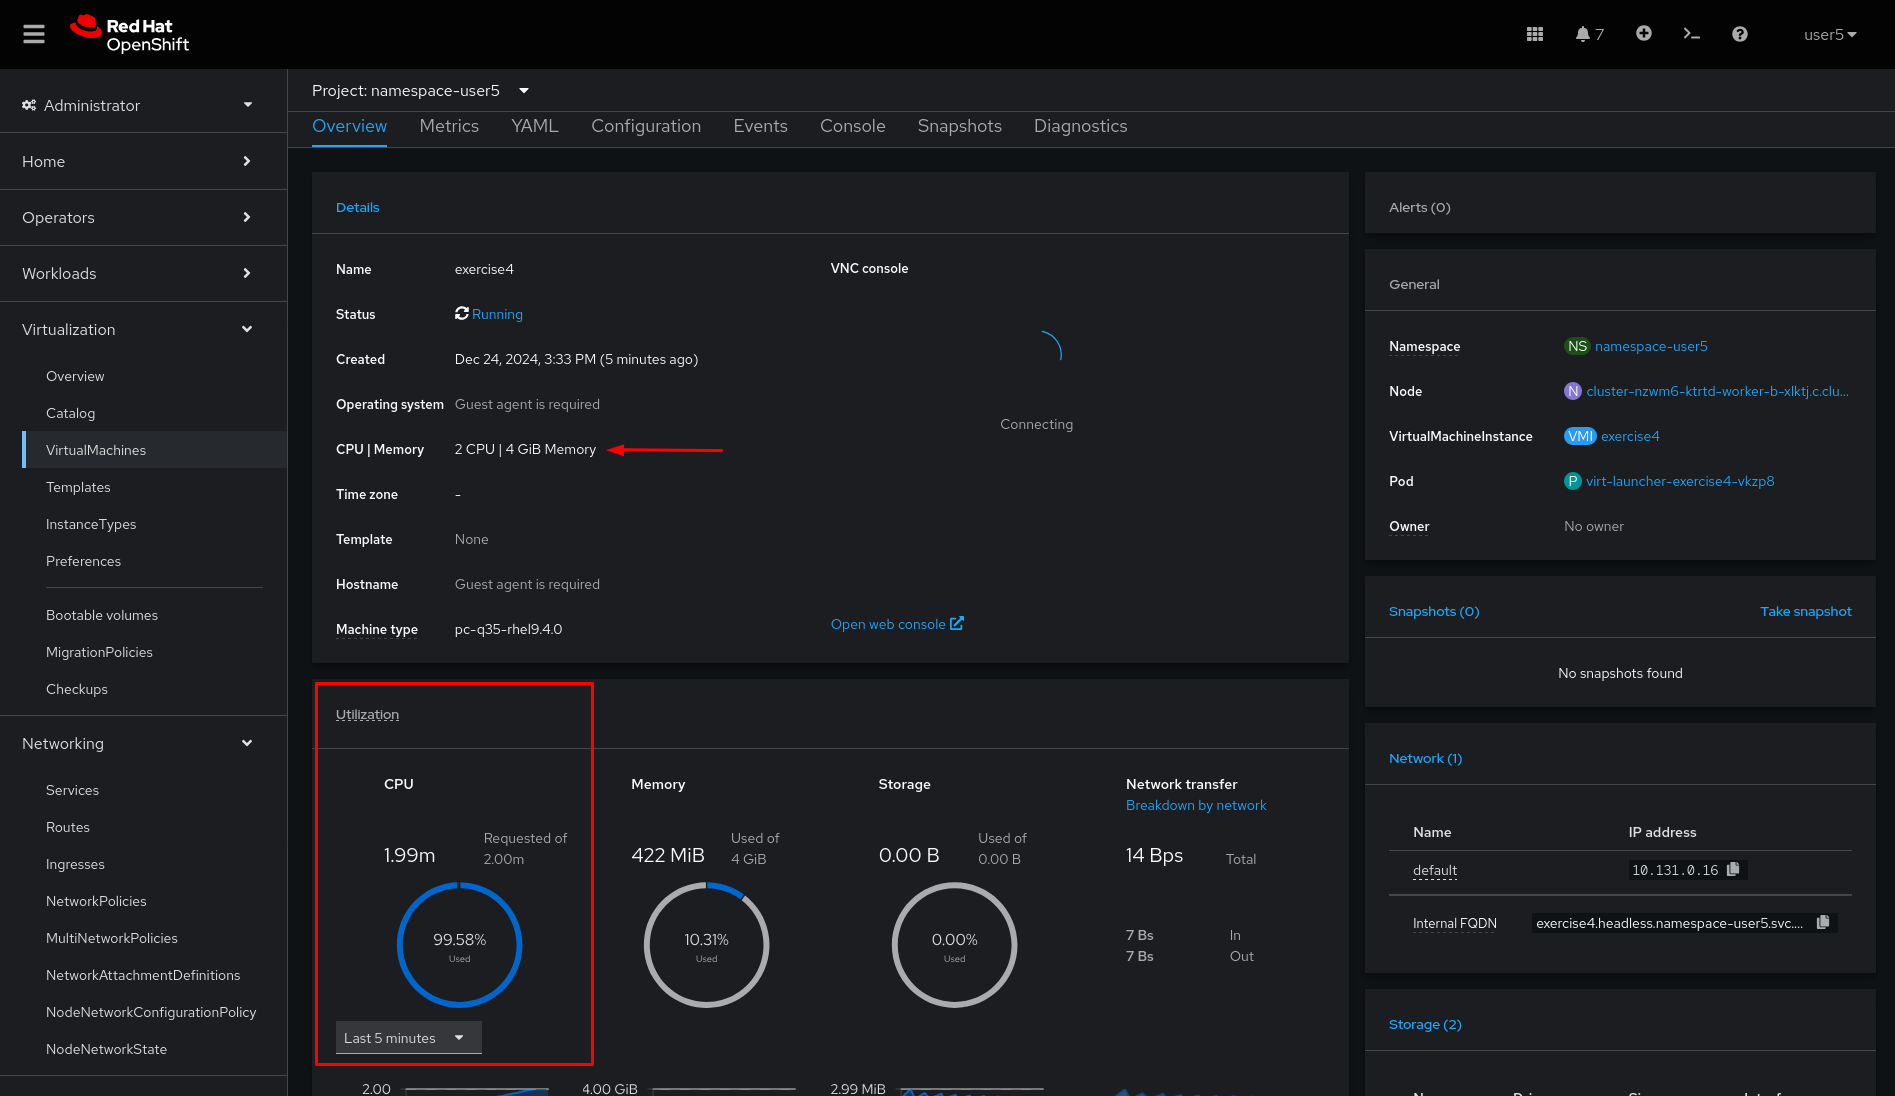 Red Hat
OpenShift
7
user5
Administrator
Home
Operators
Workloads
Virtualization
Overview
Catalog
VirtualMachines
Templates
InstanceTypes
Preferences
Bootable volumes
MigrationPolicies
Checkups
Networking
Services
Routes
Ingresses
NetworkPolicies
MultiNetworkPolicies
NetworkAttachmentDefinitions
NodeNetworkConfigurationPolicy
NodeNetworkState
Project: namespace-user5
Overview Metrics YAML Configuration Events Console Snapshots Diagnostics
Details
Name exercise4
Status Running
Created Dec 24, 2024, 3:33 PM (5 minutes ago)
Operating system Guest agent is required
CPU | Memory 2 CPU | 4 GiB Memory
Time zone -
Template None
Hostname Guest agent is required
Machine type pc-q35-rhel9.4.0
VNC console
Connecting
Open web console
Utilization
CPU
1.99m
Requested of
2.00m
99.58%
Used
Last 5 minutes
Memory
422 MiB
Used of
4 GiB
10.31%
Used
Storage
0.00 B
Used of
0.00 B
0.00%
Used
Network transfer
Breakdown by network
14 Bps Total
7 Bs In
7 Bs Out
2.00
4.00 GiB
2.99 MiB
Alerts (0)
General
Namespace NS namespace-user5
Node N cluster-nzwm6-ktrtd-worker-b-xlktj.c.clu...
VirtualMachineInstance VMI exercise4
Pod P virt-launcher-exercise4-vkzp8
Owner No owner
Snapshots (0) Take snapshot
No snapshots found
Network (1)
Name IP address
default 10.131.0.16
Internal FQDN exercise4.headless.namespace-user5.svc....
Storage (2)